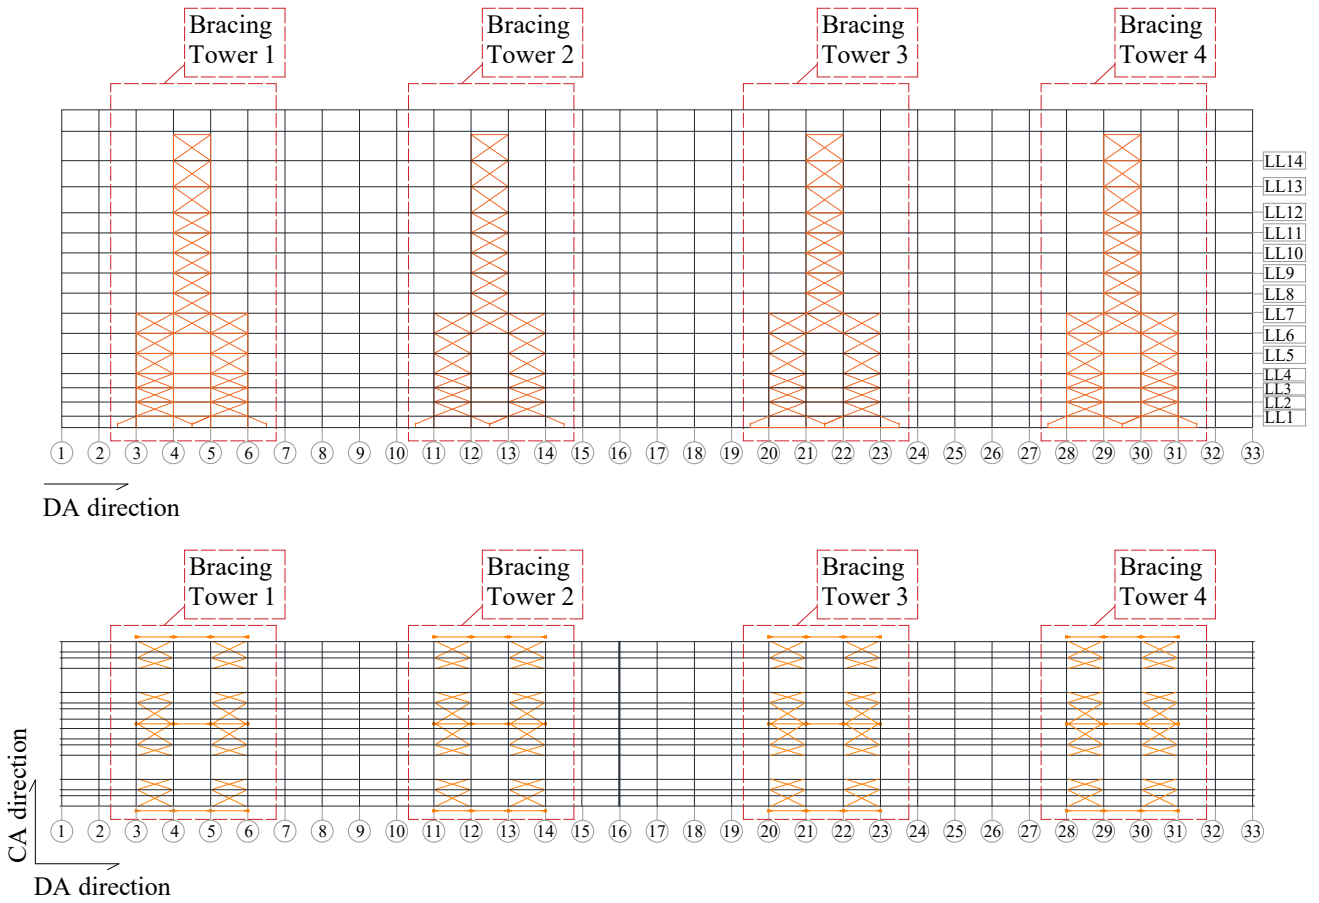 Bracing
Tower 1
Bracing
Tower 2
Bracing
Tower 3
Bracing
Tower 4
LL14
LL13
LL12
LL11
LL10
LL9
LL8
LL7
LL6
LL5
LL4
LL3
LL2
LL1
1 2 3 4 5 6 7 8 9 10 11 12 13 14 15 16 17 18 19 20 21 22 23 24 25 26 27 28 29 30 31 32 33
DA direction
Bracing
Tower 1
Bracing
Tower 2
Bracing
Tower 3
Bracing
Tower 4
CA direction
1 2 3 4 5 6 7 8 9 10 11 12 13 14 15 16 17 18 19 20 21 22 23 24 25 26 27 28 29 30 31 32 33
DA direction